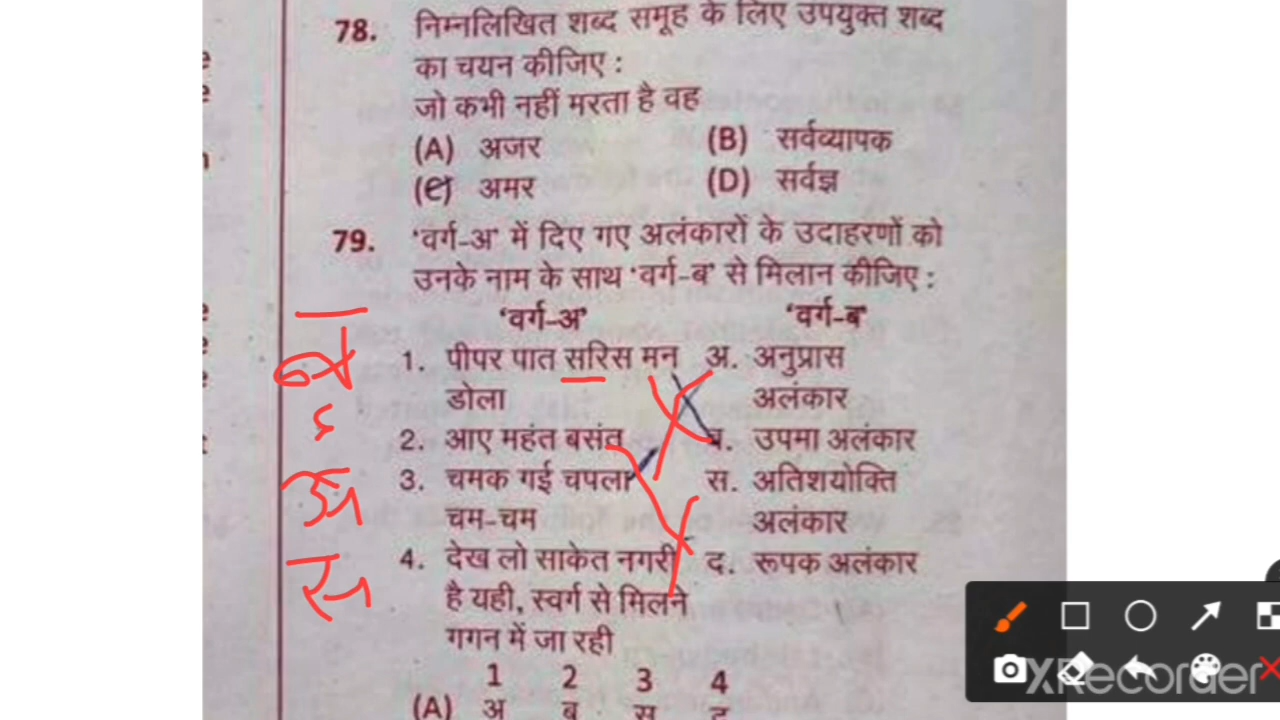 78. निम्नलिखित शब्द समूह के लिए उपयुक्त शब्द
का चयन कीजिए :
जो कभी नहीं मरता है वह
(A) अजर (B) सर्वव्यापक
(C) अमर (D) सर्वज्ञ
79. 'वर्ग-अ' में दिए गए अलंकारों के उदाहरणों को
उनके नाम के साथ 'वर्ग-ब' से मिलान कीजिए :
'वर्ग-अ' 'वर्ग-ब'
1. पीपर पात सरिस मन अ. अनुप्रास
डोला अलंकार
2. आए महंत बसंत ब. उपमा अलंकार
3. चमक गई चपला स. अतिशयोक्ति
चम-चम अलंकार
4. देख लो साकेत नगरी द. रूपक अलंकार
है यही, स्वर्ग से मिलने
गगन में जा रही
1 2 3 4
(A) अ ब स द
ब
द
अ
स
XRecorder